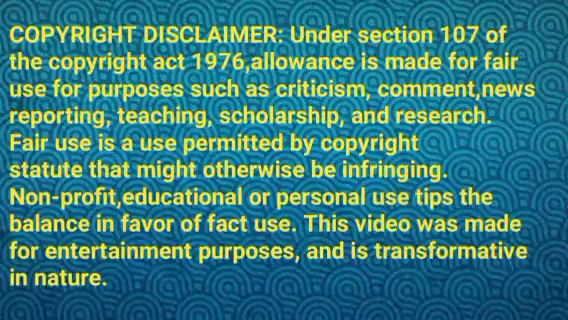 COPYRIGHT DISCLAIMER: Under section 107 of
the copyright act 1976,allowance is made for fair
use for purposes such as criticism, comment,news
reporting, teaching, scholarship, and research.
Fair use is a use permitted by copyright
statute that might otherwise be infringing.
Non-profit,educational or personal use tips the
balance in favor of fact use. This video was made
for entertainment purposes, and is transformative
in nature.